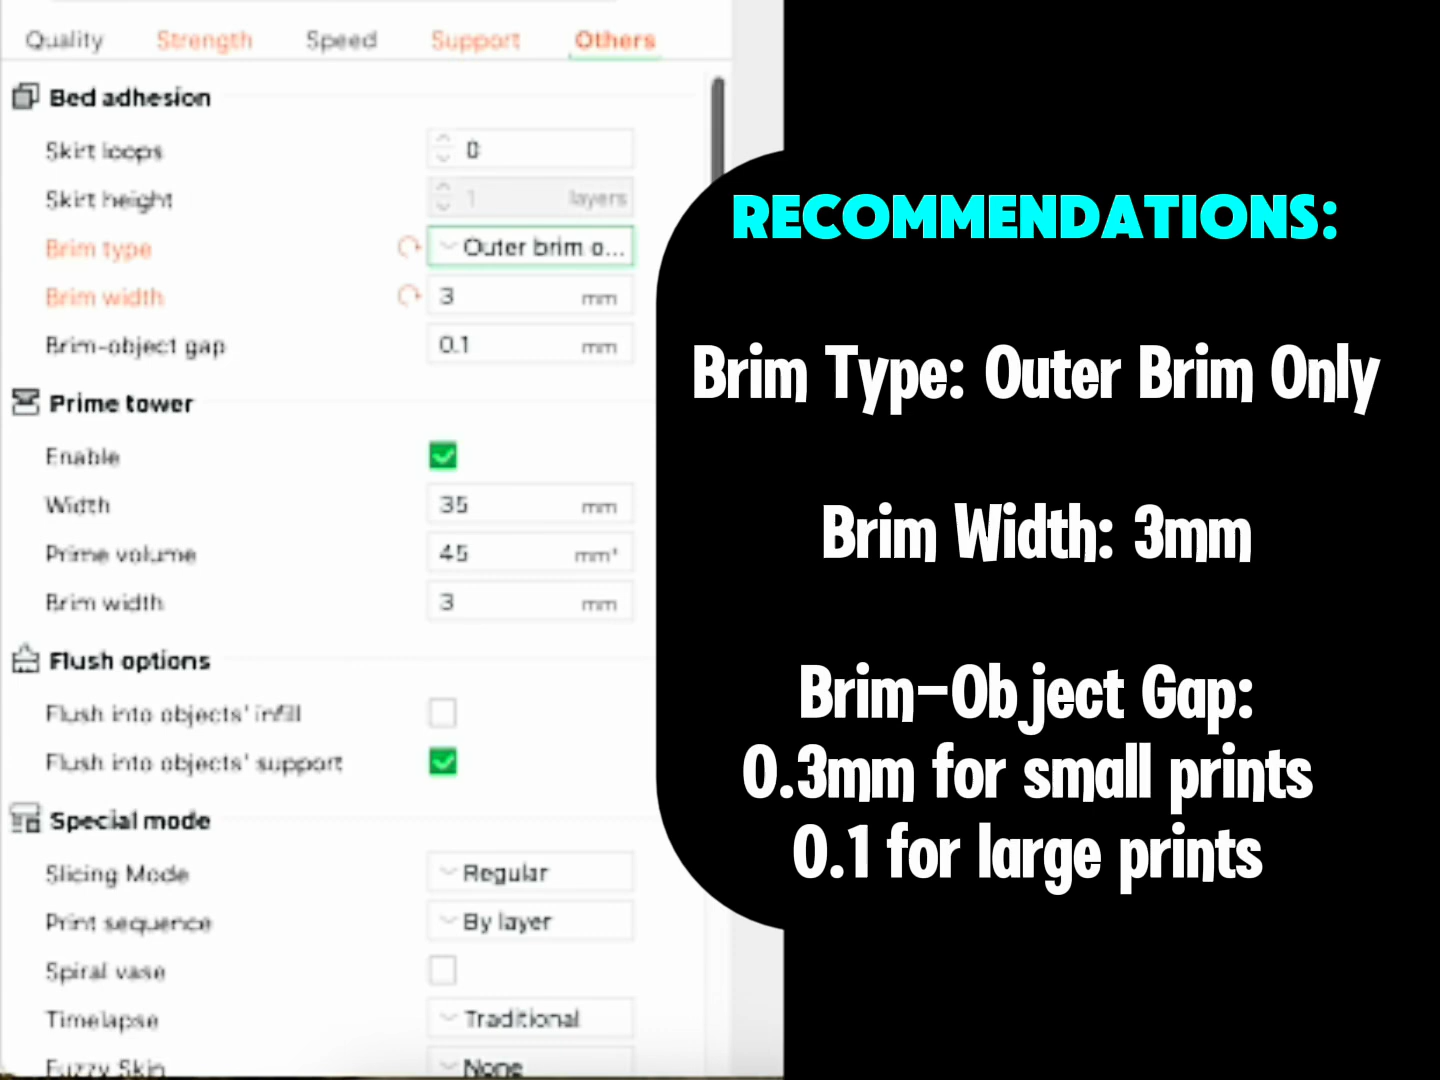 Quality Strength Speed Support Others
Bed adhesion
Skirt loops 0
Skirt height 1 layers
Brim type Outer brim o...
Brim width 3 mm
Brim-object gap 0.1 mm
Prime tower
Enable
Width 35 mm
Prime volume 45 mm³
Brim width 3 mm
Flush options
Flush into objects' infill
Flush into objects' support
Special mode
Slicing Mode Regular
Print sequence By layer
Spiral vase
Timelapse Traditional
Fuzzy Skin None
RECOMMENDATIONS:
Brim Type: Outer Brim Only
Brim Width: 3mm
Brim-Object Gap:
0.3mm for small prints
0.1 for large prints